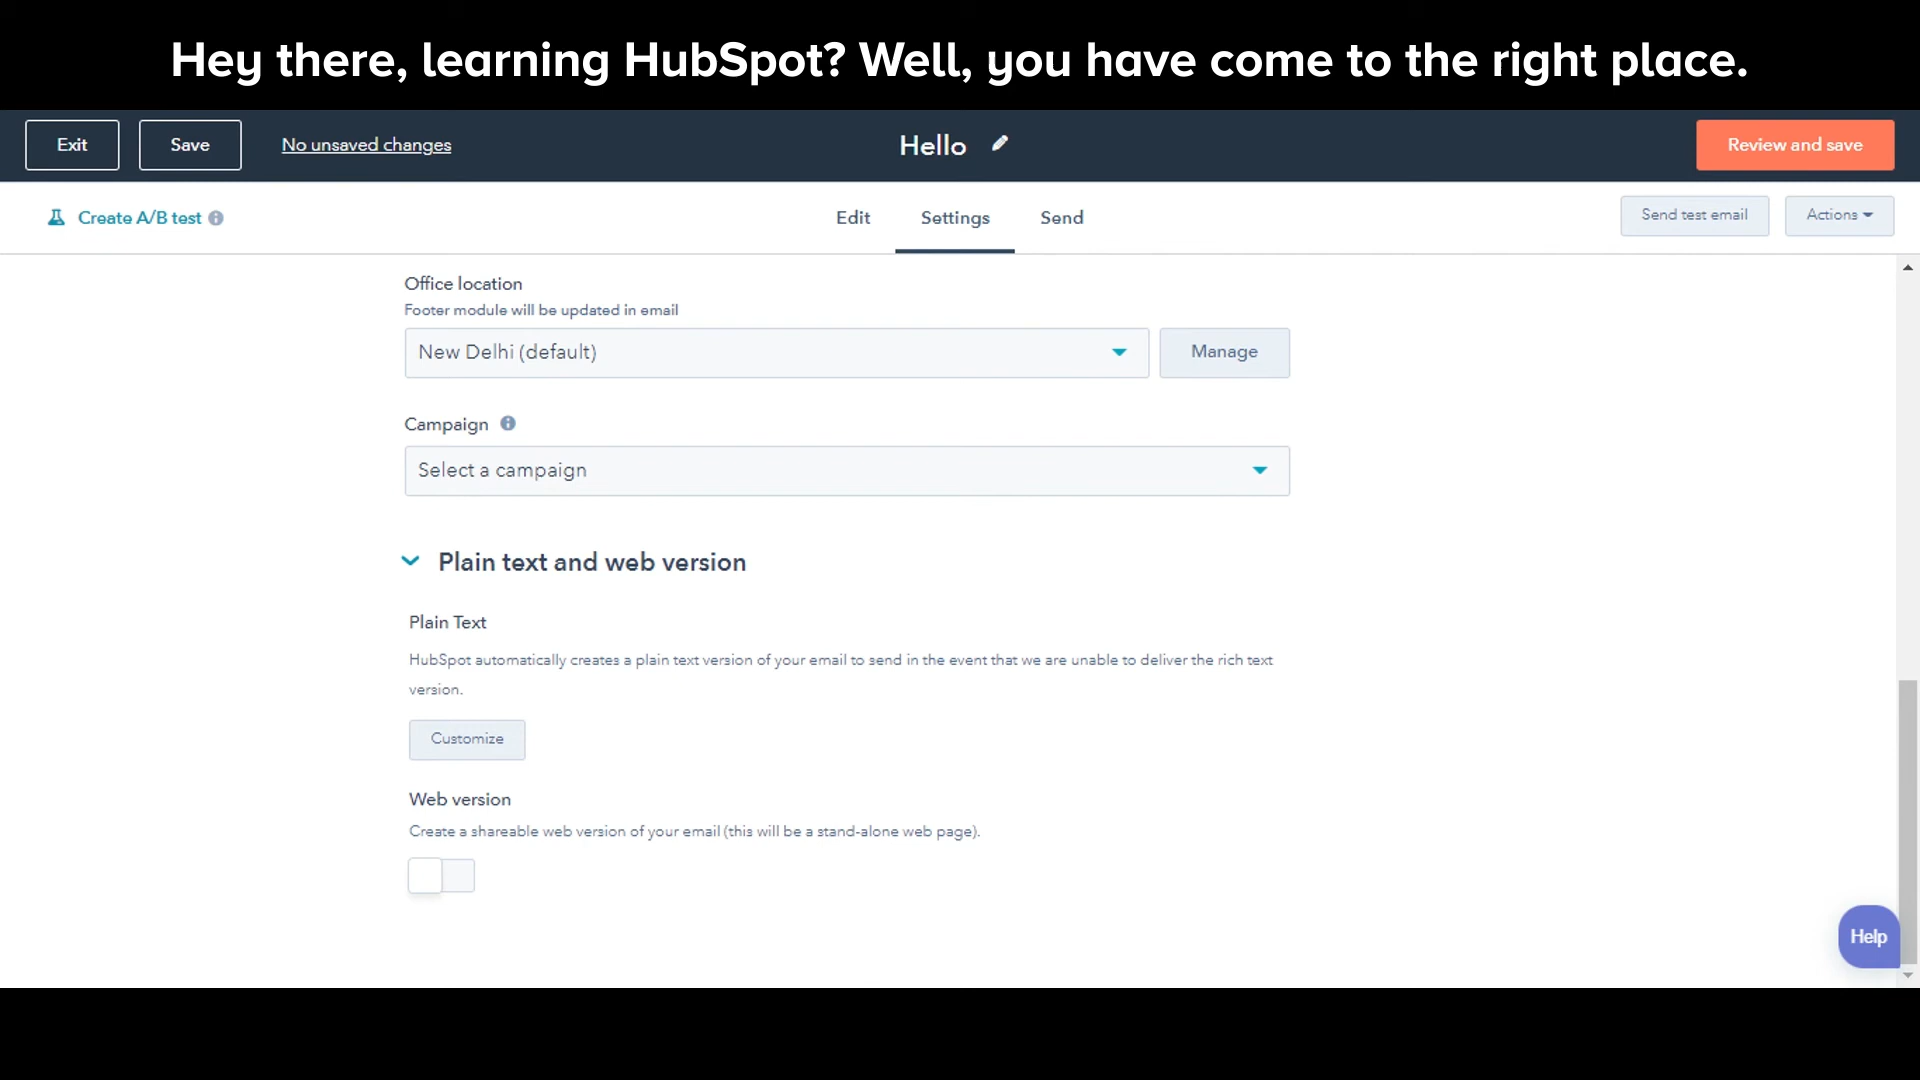 Hey there, learning HubSpot? Well, you have come to the right place.
Exit
Save
No unsaved changes
Hello
Review and save
Create A/B test
Edit
Settings
Send
Send test email
Actions
Office location
Footer module will be updated in email
New Delhi (default)
Manage
Campaign
Select a campaign
Plain text and web version
Plain Text
HubSpot automatically creates a plain text version of your email to send in the event that we are unable to deliver the rich text
version.
Customize
Web version
Create a shareable web version of your email (this will be a stand-alone web page).
Help